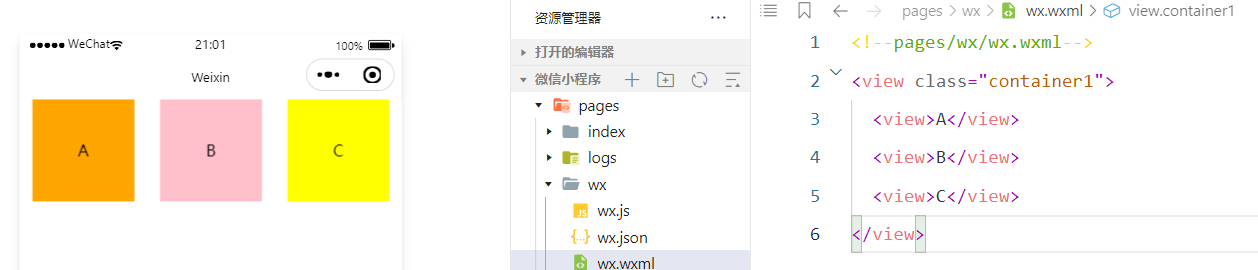 WeChat 21:01 100%
Weixin
A B C
资源管理器 ···
打开的编辑器
微信小程序
pages
index
logs
wx
JS wx.js
{..} wx.json
wx.wxml
pages > wx > wx.wxml > view.container1
1 <!--pages/wx/wx.wxml-->
2 <view class="container1">
3 <view>A</view>
4 <view>B</view>
5 <view>C</view>
6 </view>